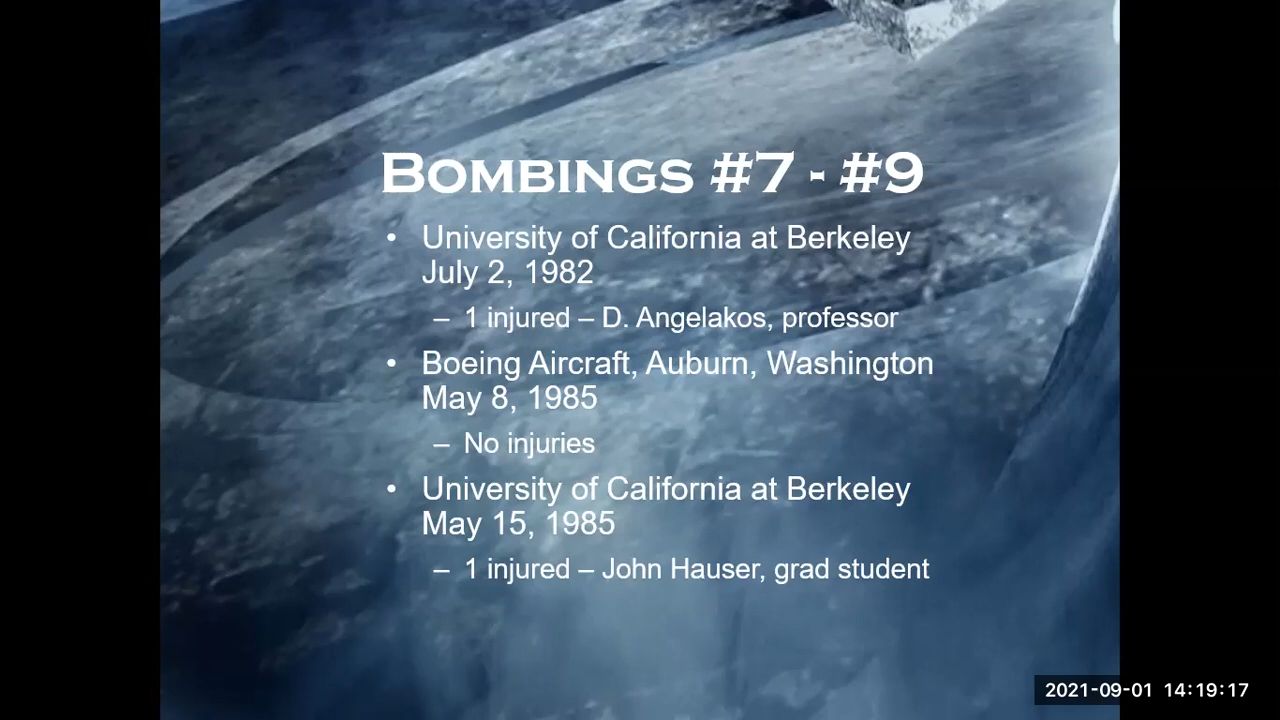 Bombings #7 - #9
• University of California at Berkeley
July 2, 1982
– 1 injured – D. Angelakos, professor
• Boeing Aircraft, Auburn, Washington
May 8, 1985
– No injuries
• University of California at Berkeley
May 15, 1985
– 1 injured – John Hauser, grad student
2021-09-01 14:19:17